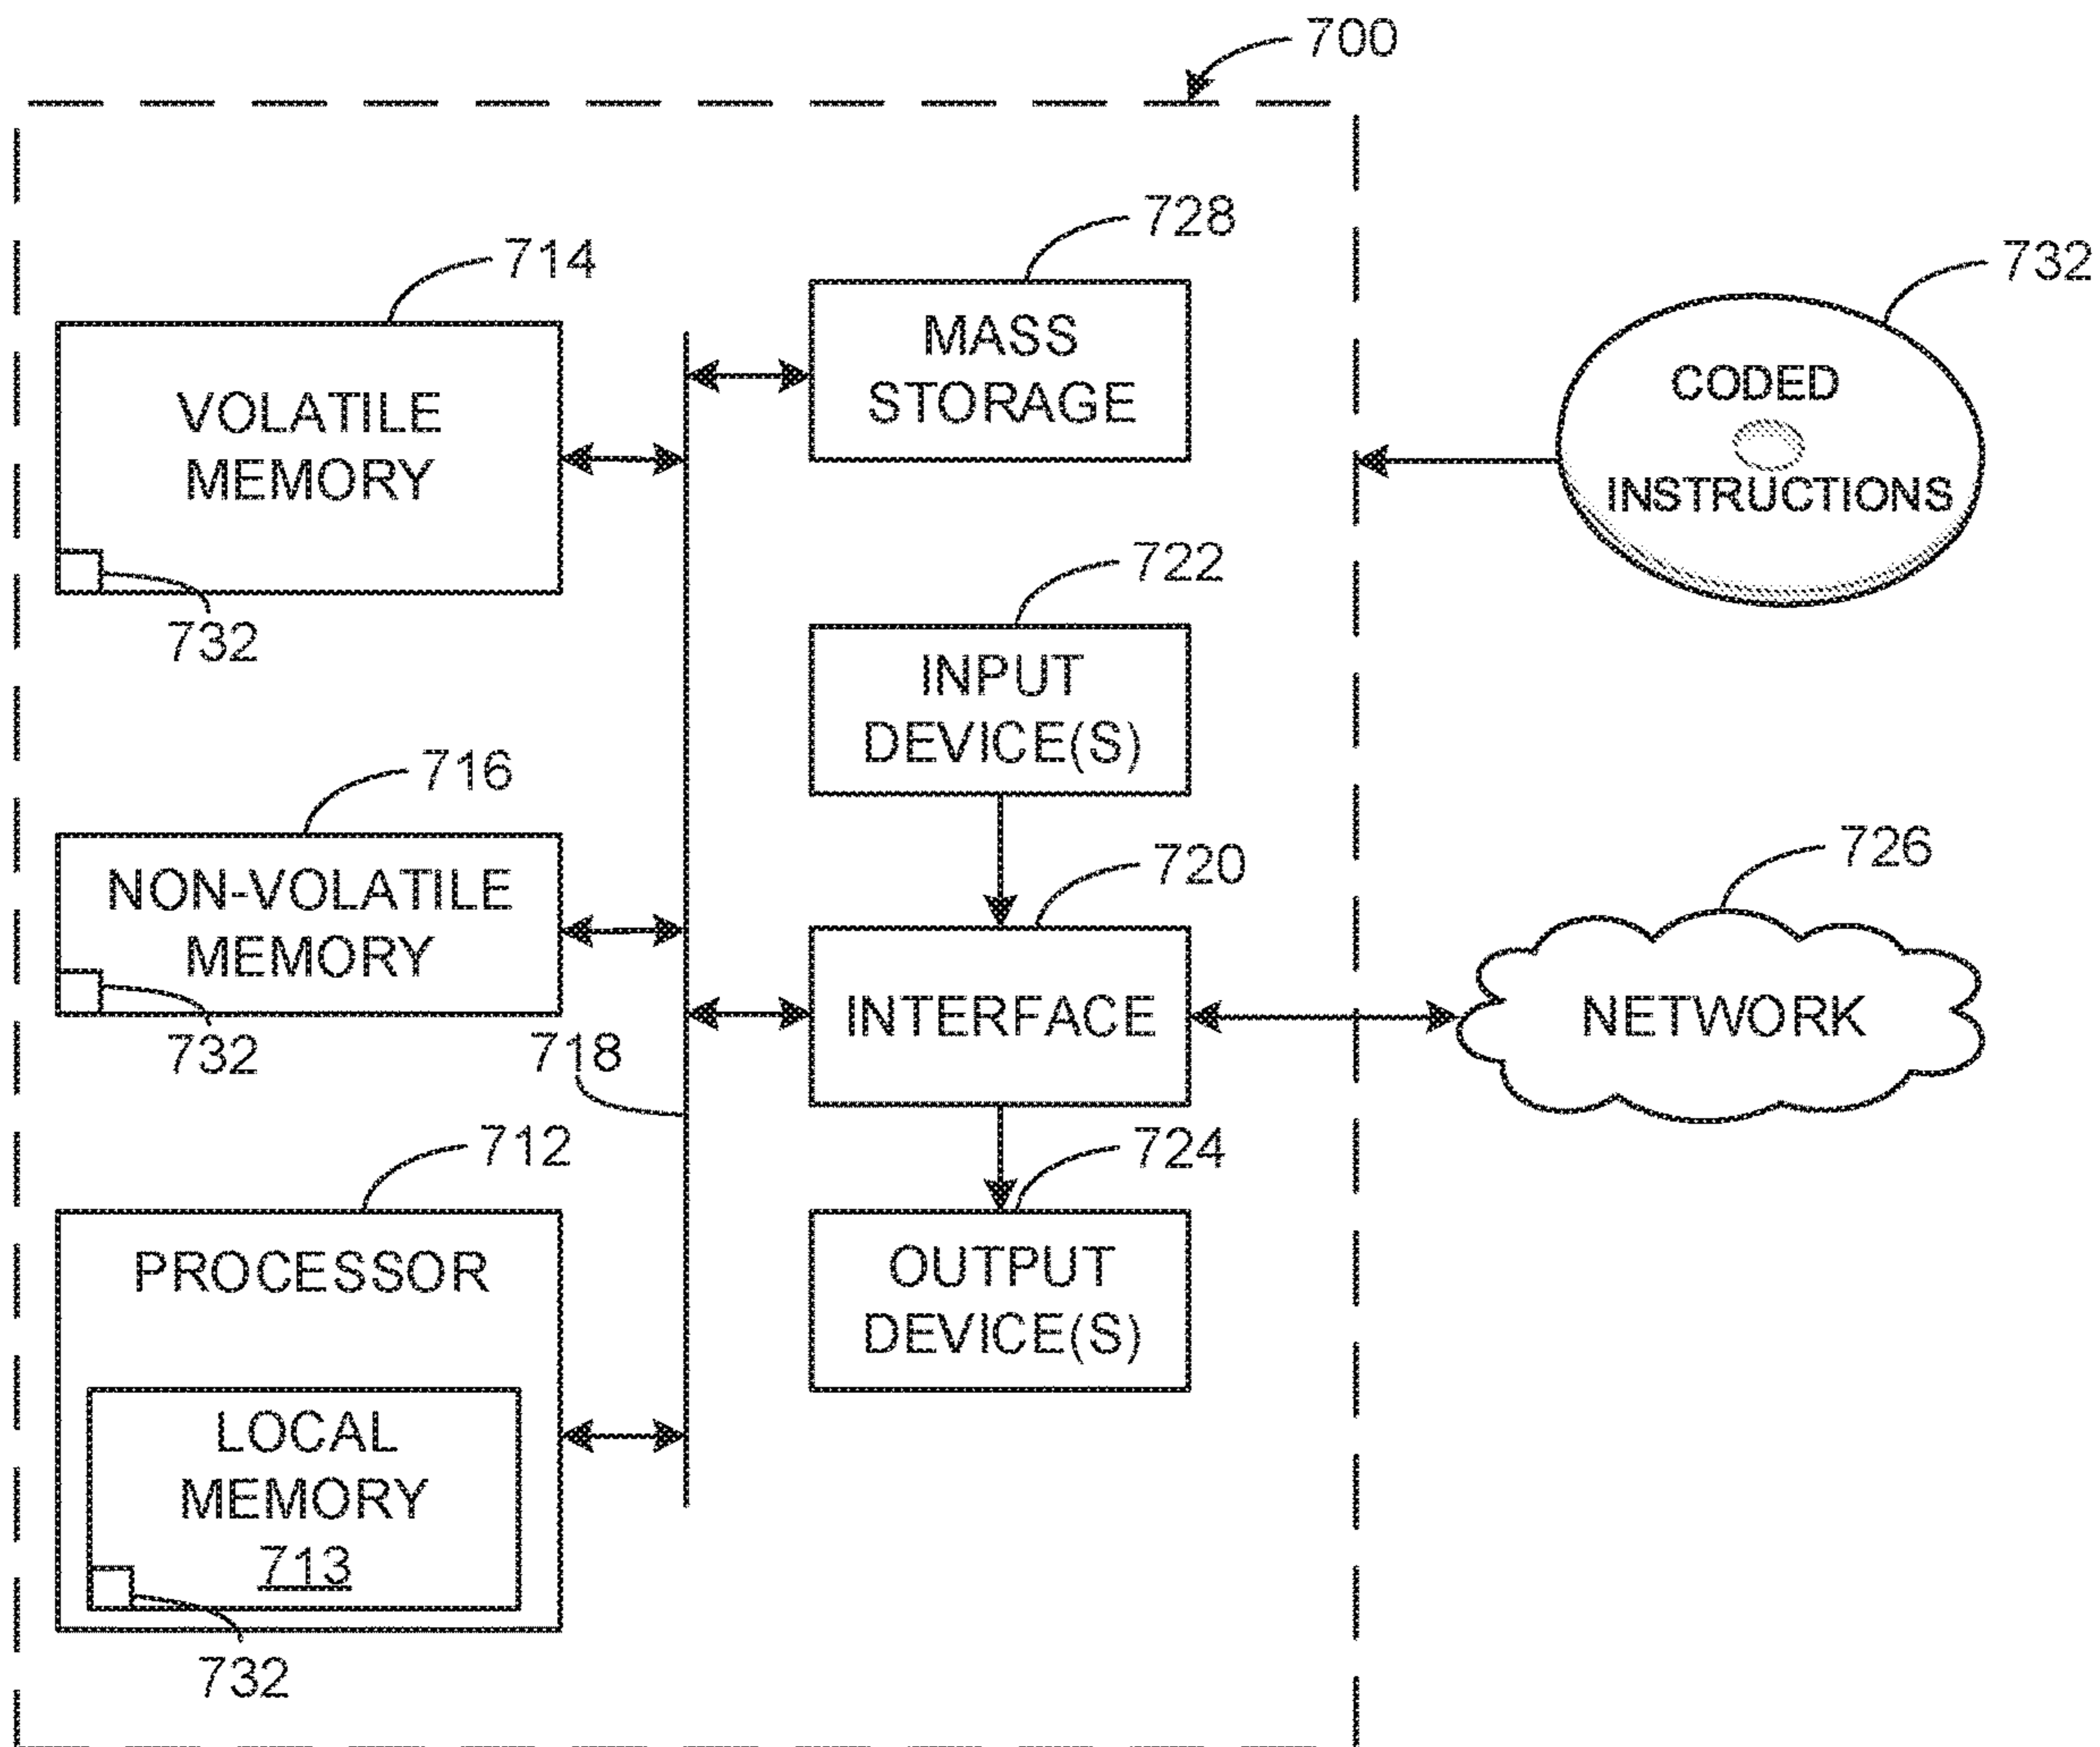 700
728
714
732
MASS
STORAGE
VOLATILE
MEMORY
CODED
INSTRUCTIONS
732
722
INPUT
DEVICE(S)
716
720
726
NON-VOLATILE
MEMORY
INTERFACE
NETWORK
732
718
712
724
PROCESSOR
OUTPUT
DEVICE(S)
LOCAL
MEMORY
713
732